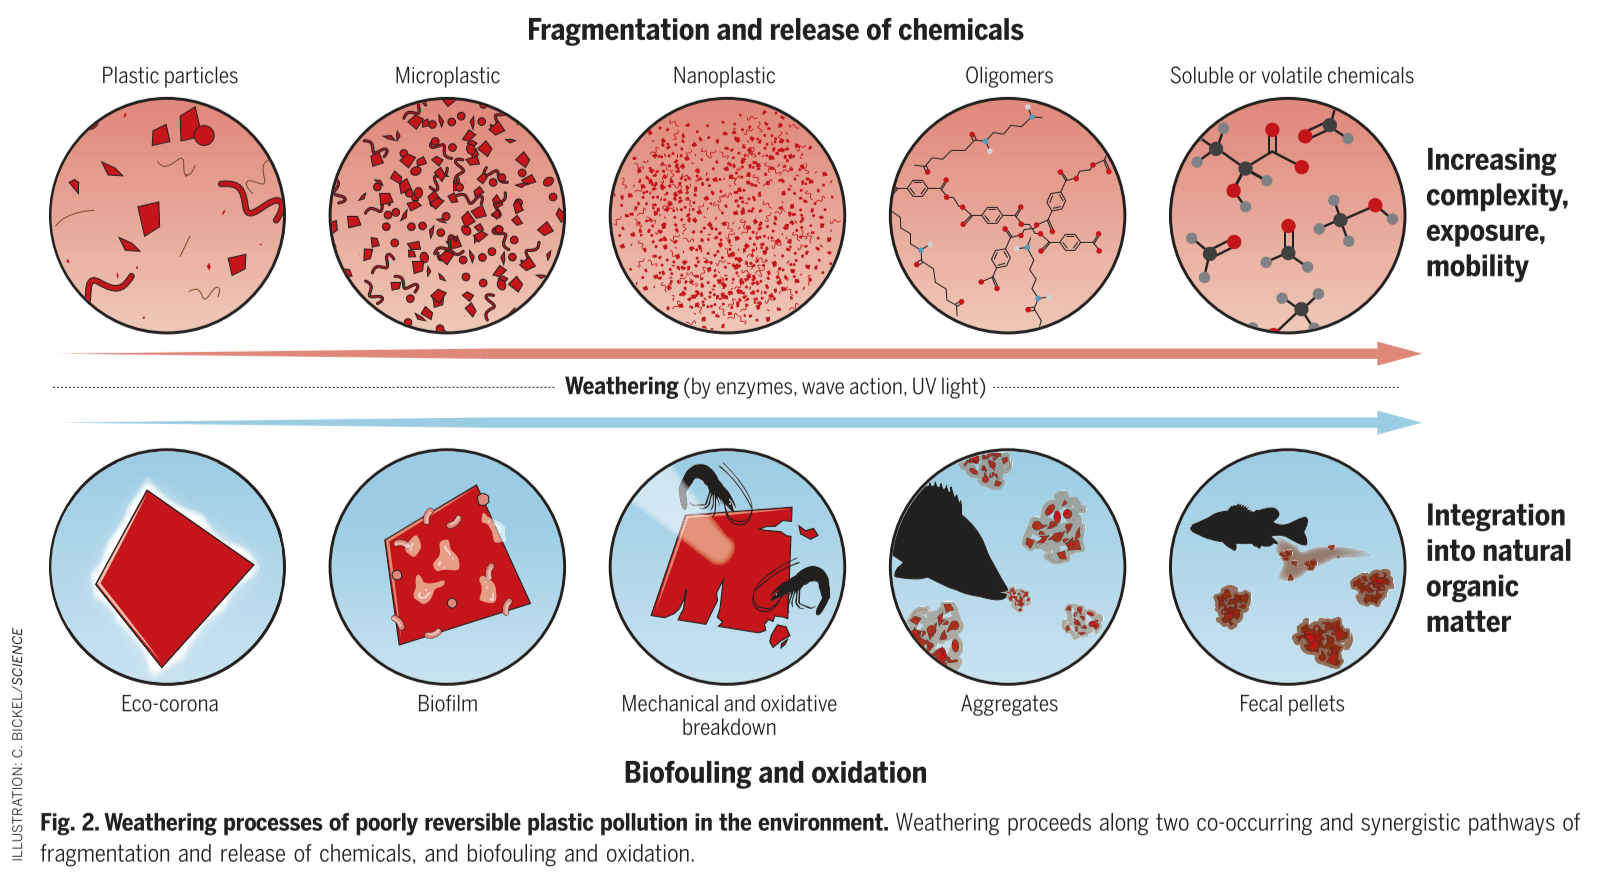 Fragmentation and release of chemicals
Plastic particles
Microplastic
Nanoplastic
Oligomers
Soluble or volatile chemicals
Increasing
complexity,
exposure,
mobility
Weathering (by enzymes, wave action, UV light)
Integration
into natural
organic
matter
Eco-corona
Biofilm
Mechanical and oxidative
breakdown
Aggregates
Fecal pellets
Biofouling and oxidation
ILLUSTRATION: C. BICKEL/SCIENCE
Fig. 2. Weathering processes of poorly reversible plastic pollution in the environment. Weathering proceeds along two co-occurring and synergistic pathways of
fragmentation and release of chemicals, and biofouling and oxidation.